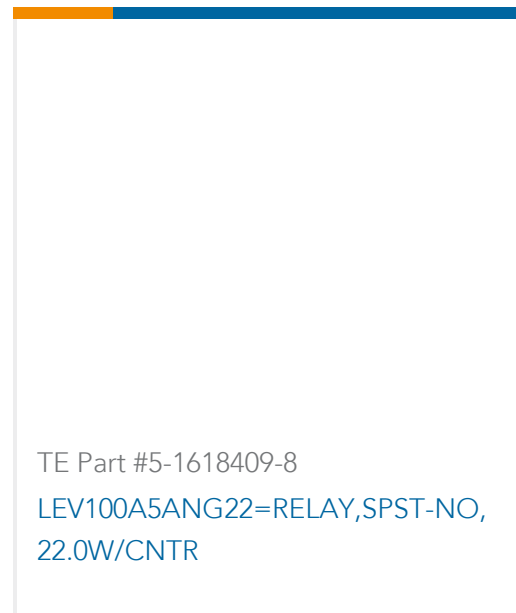 TE Part #5-1618409-8
LEV100A5ANG22=RELAY,SPST-NO,
22.0W/CNTR